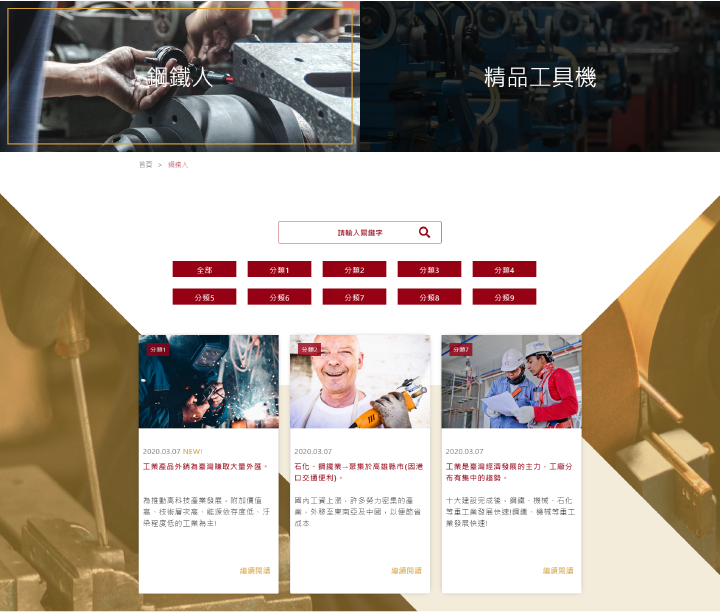 鋼鐵人
精品工具機
首頁 > 鋼鐵人
請輸入關鍵字
全部
分類1
分類2
分類3
分類4
分類5
分類6
分類7
分類8
分類9
分類1
2020.03.07 NEW!
工業產品外銷為臺灣賺取大量外匯。
為推動高科技產業發展，附加價值
高、技術層次高、能源依存度低、汙
染程度低的工業為主!
繼續閱讀
分類2
2020.03.07
石化、鋼鐵業→聚集於高雄縣市(因港
口交通便利)。
國內工資上漲，許多勞力密集的產
業，外移至東南亞及中國，以便節省
成本
繼續閱讀
分類7
2020.03.07
工業是臺灣經濟發展的主力，工廠分
布有集中的趨勢。
十大建設完成後，鋼鐵、機械、石化
等重工業發展快速!鋼鐵、機械等重工
業發展快速!
繼續閱讀